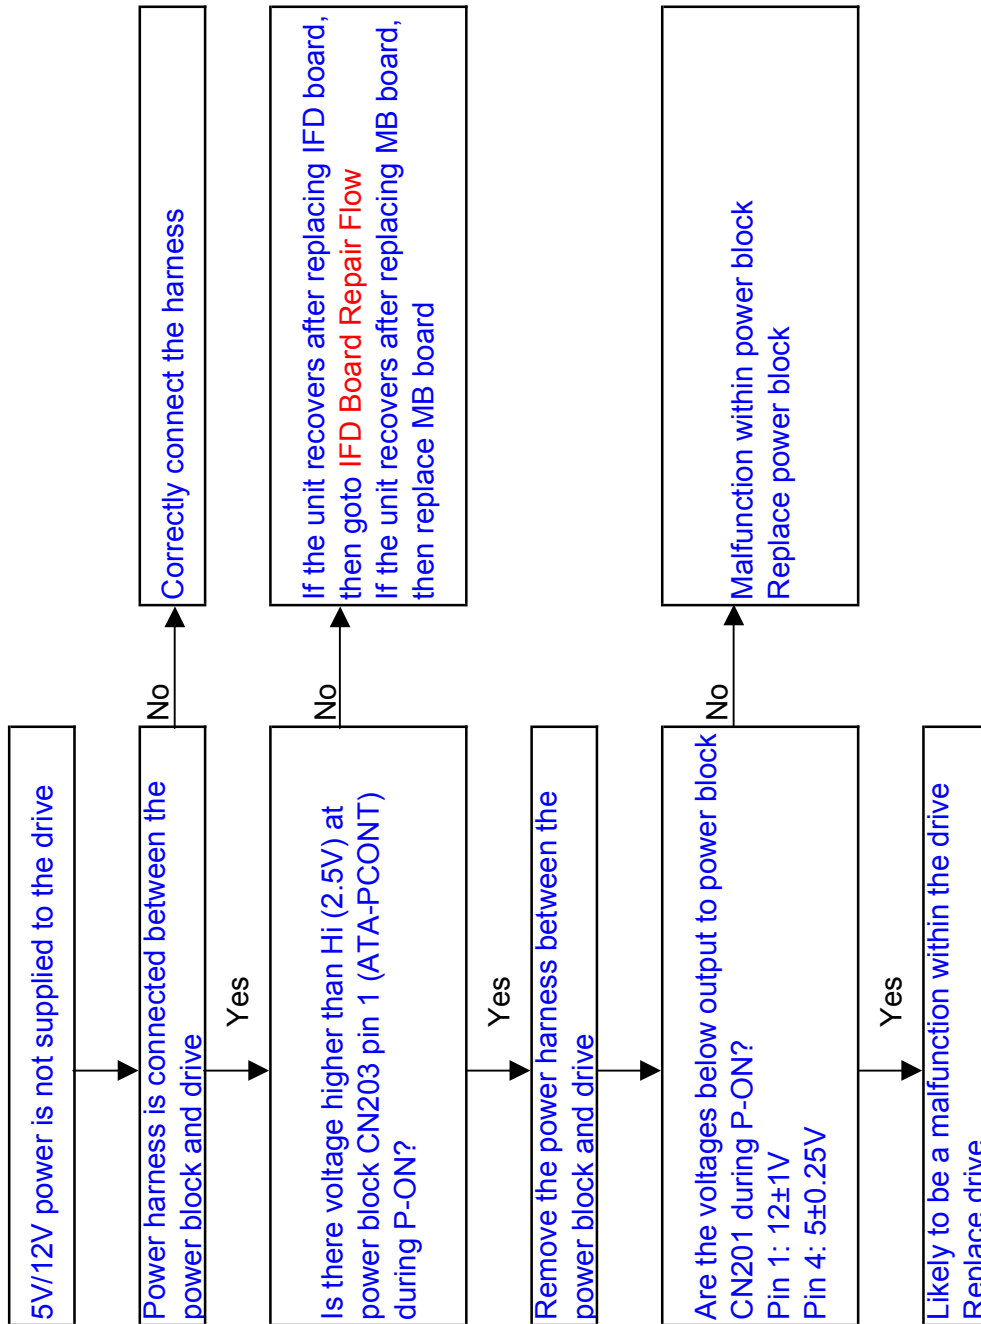 5V/12V power is not supplied to the drive
Power harness is connected between the
power block and drive
No
Correctly connect the harness
Yes
Is there voltage higher than Hi (2.5V) at
power block CN203 pin 1 (ATA-PCONT)
during P-ON?
No
If the unit recovers after replacing IFD board,
then goto IFD Board Repair Flow
If the unit recovers after replacing MB board,
then replace MB board
Yes
Remove the power harness between the
power block and drive
Are the voltages below output to power block
CN201 during P-ON?
Pin 1: 12±1V
Pin 4: 5±0.25V
No
Malfunction within power block
Replace power block
Yes
Likely to be a malfunction within the drive
Replace drive